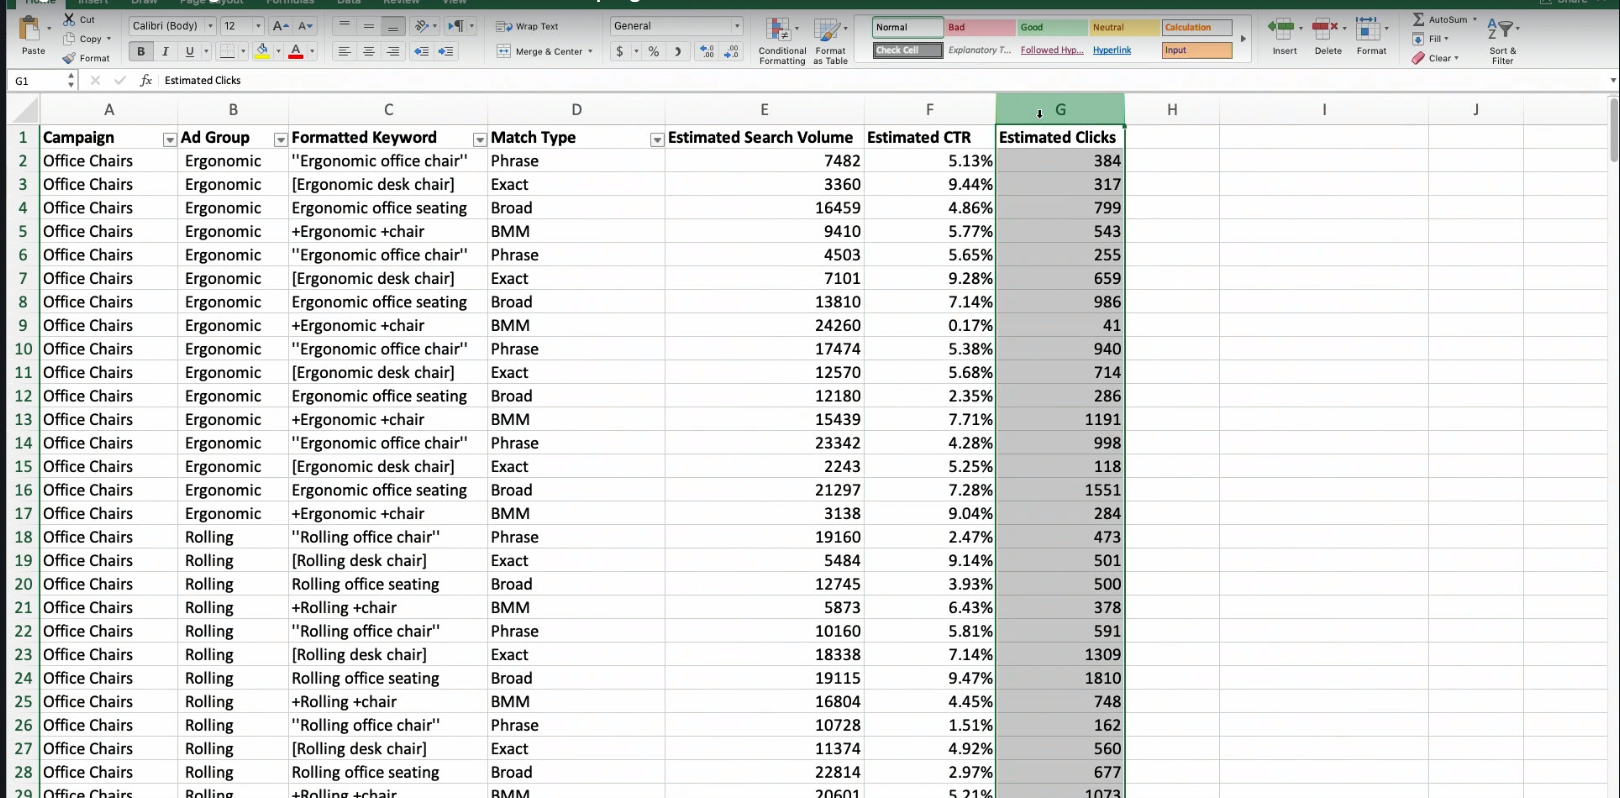 Cut
Copy
Format
Paste
Calibri (Body)
12
A
A
B
I
U
A
Wrap Text
Merge & Center
General
$
%
Conditional
Formatting
Format
as Table
Normal
Bad
Good
Neutral
Calculation
Check Cell
Explanatory T...
Followed Hyp...
Hyperlink
Input
Insert
Delete
Format
AutoSum
Fill
Clear
Sort &
Filter
G1
fx
Estimated Clicks
A B C D E F G H I J
1 Campaign Ad Group Formatted Keyword Match Type Estimated Search Volume Estimated CTR Estimated Clicks
2 Office Chairs Ergonomic "Ergonomic office chair" Phrase 7482 5.13% 384
3 Office Chairs Ergonomic [Ergonomic desk chair] Exact 3360 9.44% 317
4 Office Chairs Ergonomic Ergonomic office seating Broad 16459 4.86% 799
5 Office Chairs Ergonomic +Ergonomic +chair BMM 9410 5.77% 543
6 Office Chairs Ergonomic "Ergonomic office chair" Phrase 4503 5.65% 255
7 Office Chairs Ergonomic [Ergonomic desk chair] Exact 7101 9.28% 659
8 Office Chairs Ergonomic Ergonomic office seating Broad 13810 7.14% 986
9 Office Chairs Ergonomic +Ergonomic +chair BMM 24260 0.17% 41
10 Office Chairs Ergonomic "Ergonomic office chair" Phrase 17474 5.38% 940
11 Office Chairs Ergonomic [Ergonomic desk chair] Exact 12570 5.68% 714
12 Office Chairs Ergonomic Ergonomic office seating Broad 12180 2.35% 286
13 Office Chairs Ergonomic +Ergonomic +chair BMM 15439 7.71% 1191
14 Office Chairs Ergonomic "Ergonomic office chair" Phrase 23342 4.28% 998
15 Office Chairs Ergonomic [Ergonomic desk chair] Exact 2243 5.25% 118
16 Office Chairs Ergonomic Ergonomic office seating Broad 21297 7.28% 1551
17 Office Chairs Ergonomic +Ergonomic +chair BMM 3138 9.04% 284
18 Office Chairs Rolling "Rolling office chair" Phrase 19160 2.47% 473
19 Office Chairs Rolling [Rolling desk chair] Exact 5484 9.14% 501
20 Office Chairs Rolling Rolling office seating Broad 12745 3.93% 500
21 Office Chairs Rolling +Rolling +chair BMM 5873 6.43% 378
22 Office Chairs Rolling "Rolling office chair" Phrase 10160 5.81% 591
23 Office Chairs Rolling [Rolling desk chair] Exact 18338 7.14% 1309
24 Office Chairs Rolling Rolling office seating Broad 19115 9.47% 1810
25 Office Chairs Rolling +Rolling +chair BMM 16804 4.45% 748
26 Office Chairs Rolling "Rolling office chair" Phrase 10728 1.51% 162
27 Office Chairs Rolling [Rolling desk chair] Exact 11374 4.92% 560
28 Office Chairs Rolling Rolling office seating Broad 22814 2.97% 677
29 Office Chairs Rolling +Rolling +chair BMM 20601 5.21% 1073